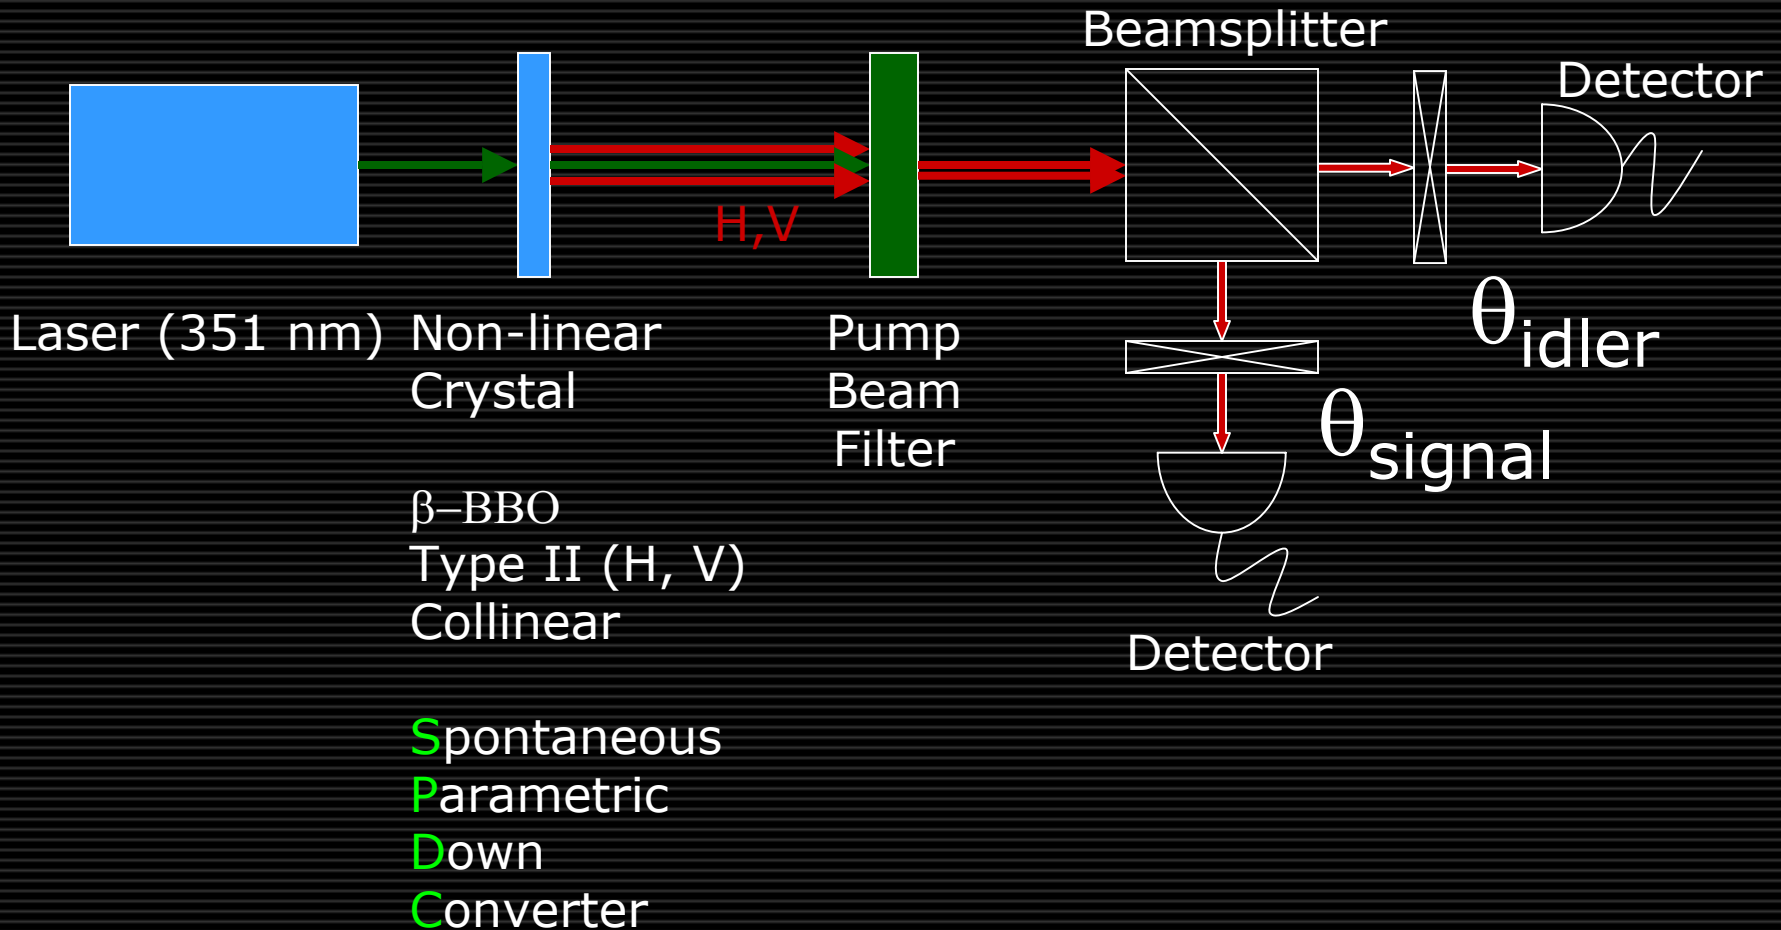 Beamsplitter
Detector
H,V
Laser (351 nm)
Non-linear
Crystal
β–BBO
Type II (H, V)
Collinear
Spontaneous
Parametric
Down
Converter
Pump
Beam
Filter
θidler
θsignal
Detector